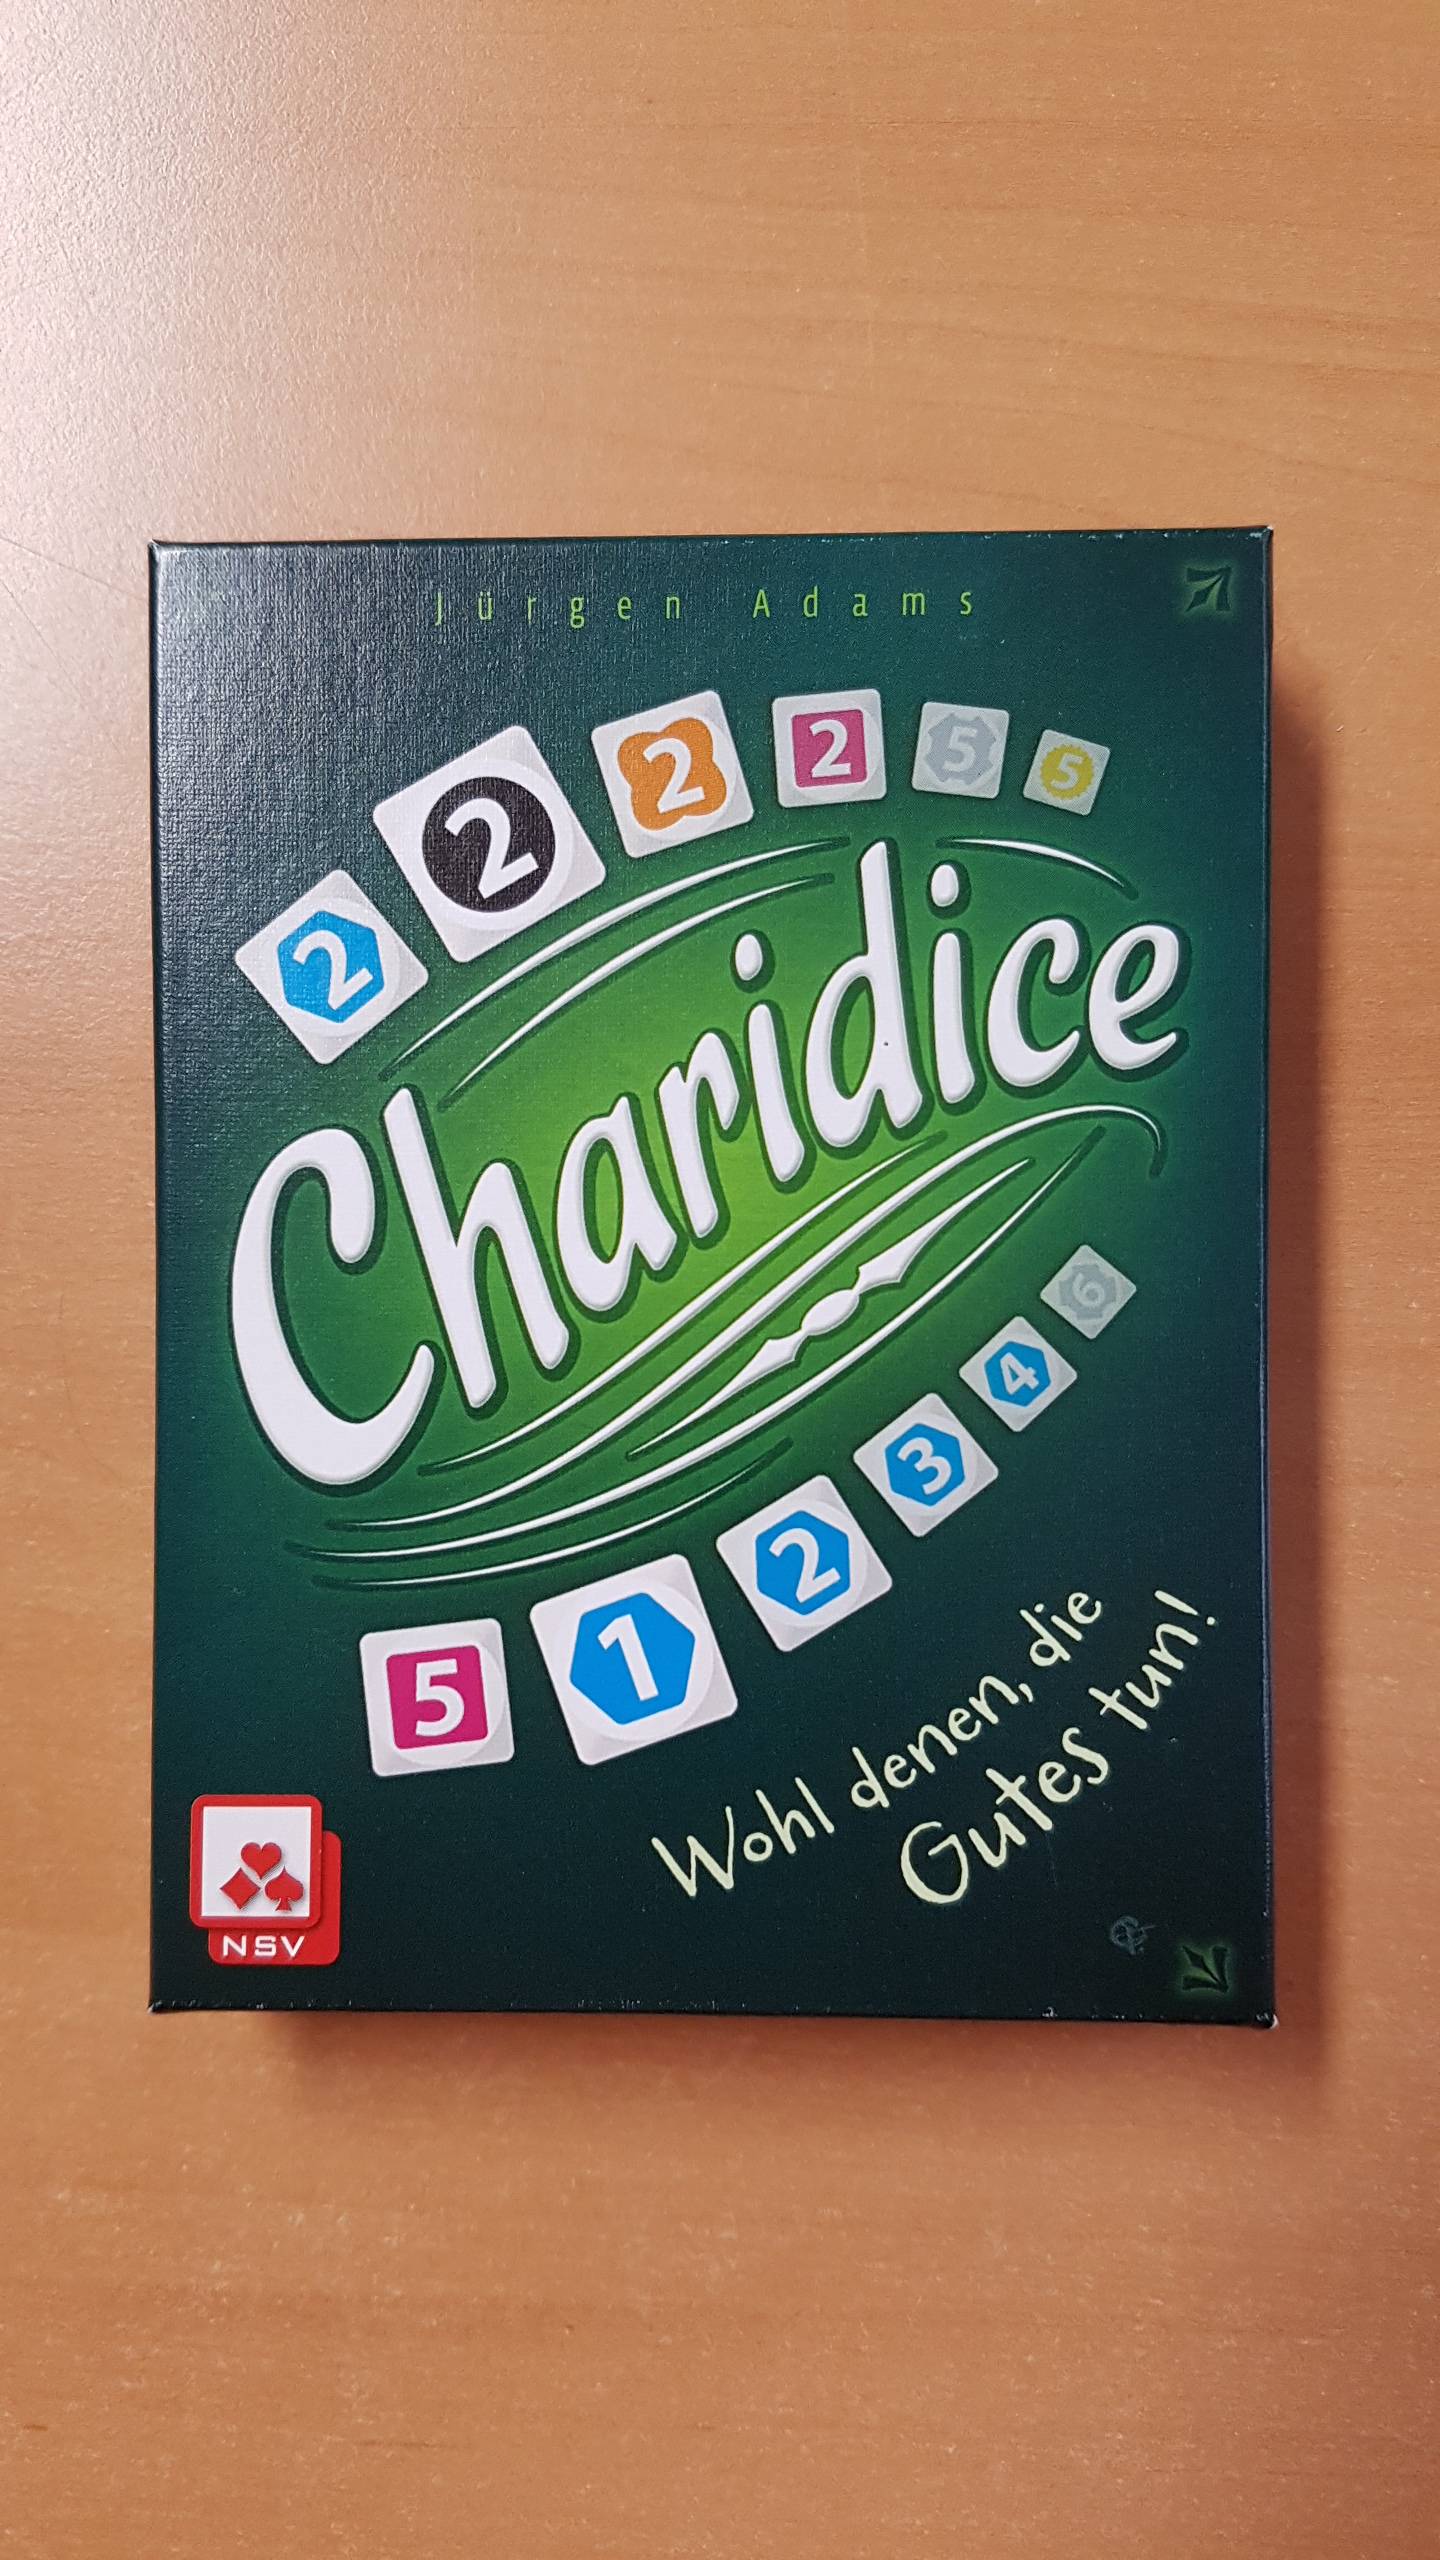 Jürgen Adams
2 2 2 2 5 5
Charidice
5 1 2 3 4 6
Wohl denen, die
Gutes tun!
NSV